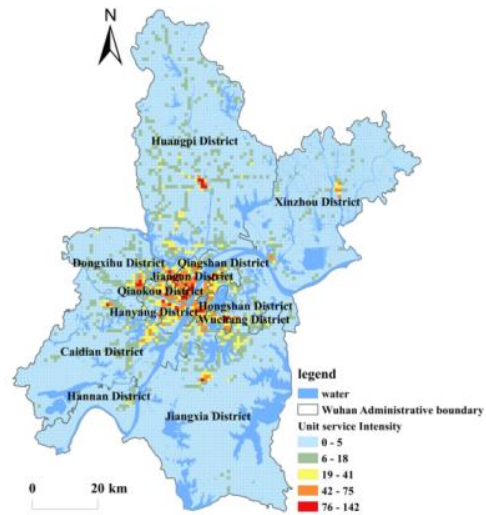 N
Huangpi District
Xinzhou District
Dongxihu District
Qingshan District
Jiangan District
Qiaokou District
Hongshan District
Hanyang District
Wuchang District
Caidian District
Hannan District
Jiangxia District
legend
water
Wuhan Administrative boundary
Unit service Intensity
0 - 5
6 - 18
19 - 41
42 - 75
76 - 142
0 20 km